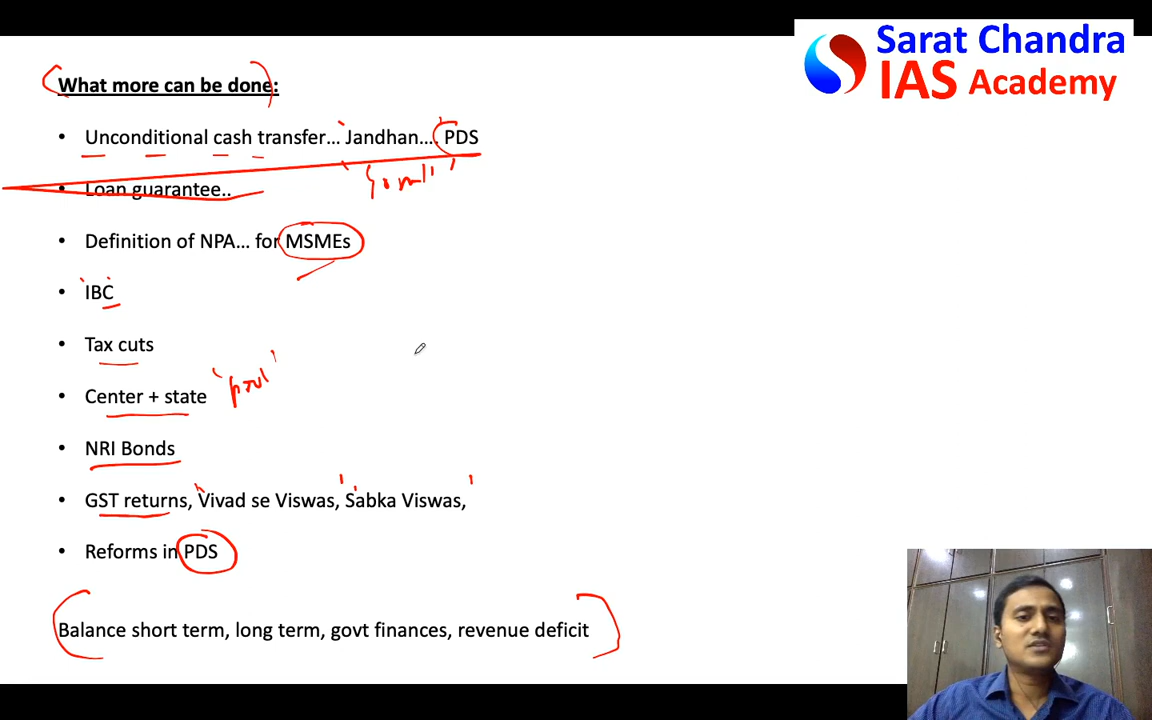 Sarat Chandra
IAS Academy
What more can be done:
• Unconditional cash transfer… Jandhan…. PDS
• Loan guarantee..
• Definition of NPA… for MSMEs
• IBC
• Tax cuts
• Center + state
• NRI Bonds
• GST returns, Vivad se Viswas, Sabka Viswas,
• Reforms in PDS
Balance short term, long term, govt finances, revenue deficit